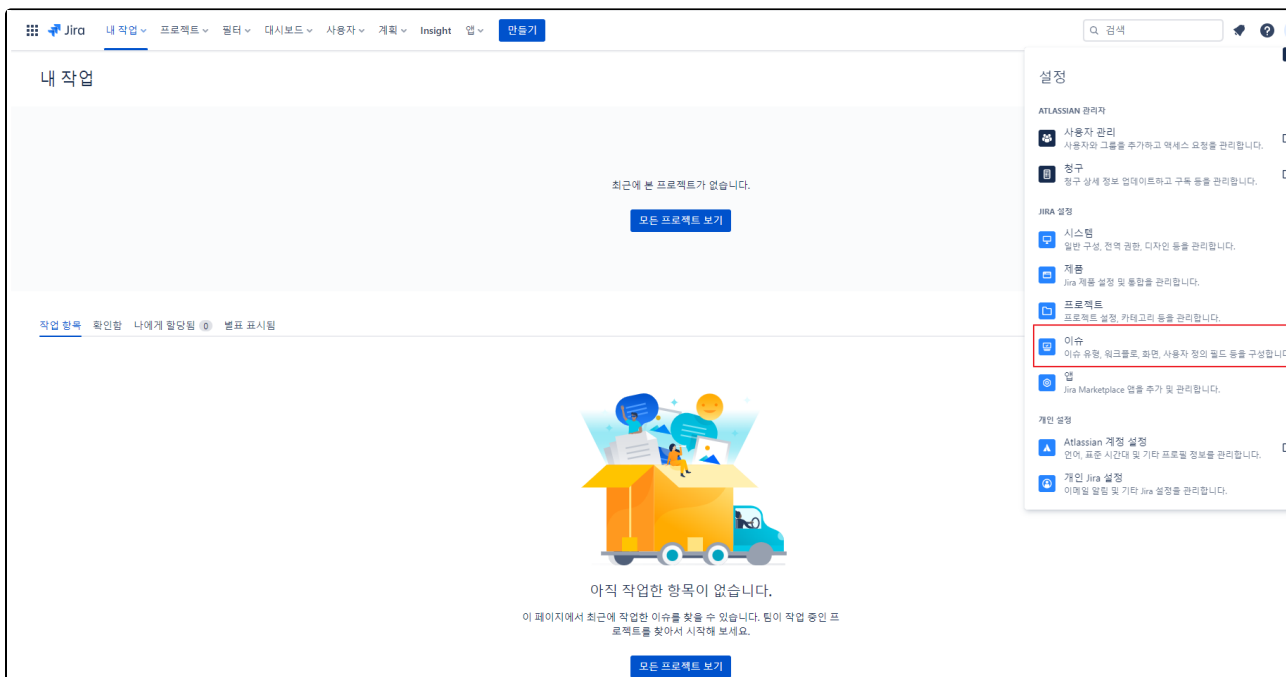 Jira 내 작업 프로젝트 필터 대시보드 사용자 계획 Insight 앱 만들기 검색
내 작업
최근에 본 프로젝트가 없습니다.
모든 프로젝트 보기
작업 항목 확인함 나에게 할당됨 0 별표 표시됨
아직 작업한 항목이 없습니다.
이 페이지에서 최근에 작업한 이슈를 찾을 수 있습니다. 팀이 작업 중인 프
로젝트를 찾아서 시작해 보세요.
모든 프로젝트 보기
설정
ATLASSIAN 관리자
사용자 관리
사용자와 그룹을 추가하고 액세스 요청을 관리합니다.
청구
청구 상세 정보 업데이트하고 구독 등을 관리합니다.
JIRA 설정
시스템
일반 구성, 전역 권한, 디자인 등을 관리합니다.
제품
Jira 제품 설정 및 통합을 관리합니다.
프로젝트
프로젝트 설정, 카테고리 등을 관리합니다.
이슈
이슈 유형, 워크플로, 화면, 사용자 정의 필드 등을 구성합니다
앱
Jira Marketplace 앱을 추가 및 관리합니다.
개인 설정
Atlassian 계정 설정
언어, 표준 시간대 및 기타 프로필 정보를 관리합니다.
개인 Jira 설정
이메일 알림 및 기타 Jira 설정을 관리합니다.